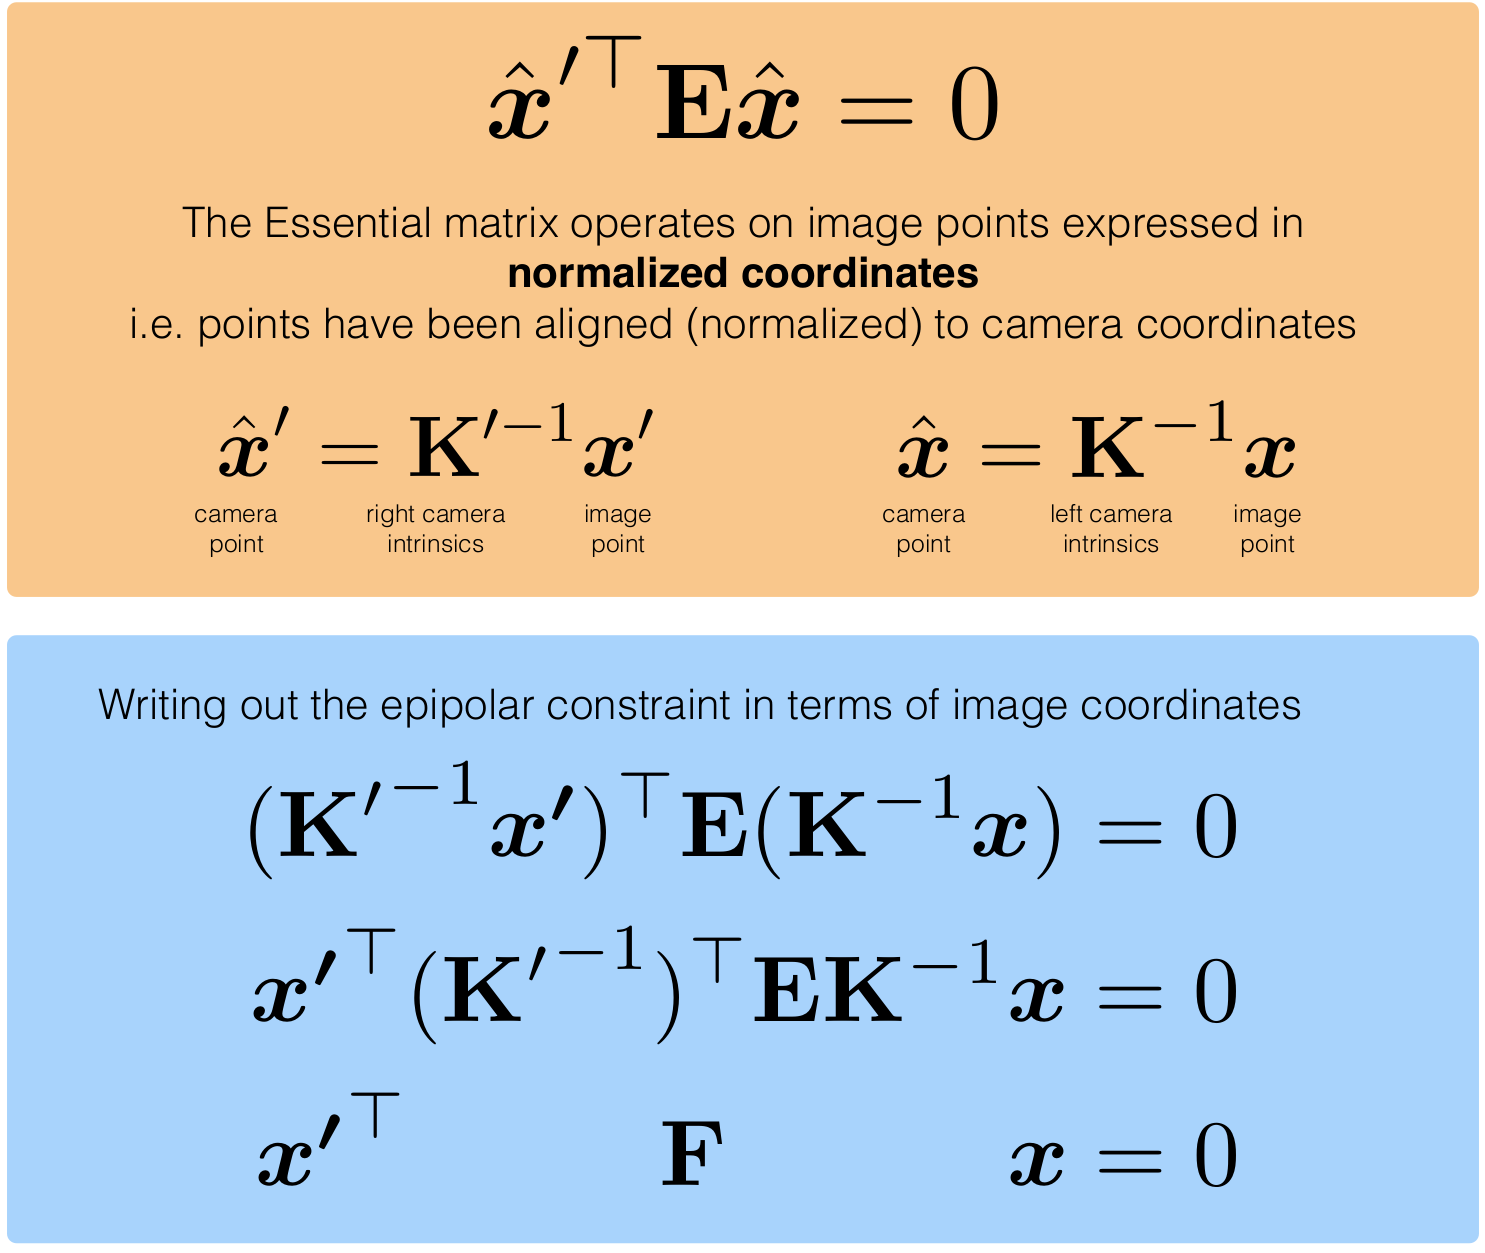 x̂′⊤Ex̂ = 0
The Essential matrix operates on image points expressed in
normalized coordinates
i.e. points have been aligned (normalized) to camera coordinates
x̂′ = K′⁻¹x′
camera point
right camera intrinsics
image point
x̂ = K⁻¹x
camera point
left camera intrinsics
image point
Writing out the epipolar constraint in terms of image coordinates
(K′⁻¹x′)⊤E(K⁻¹x) = 0
x′⊤(K′⁻¹)⊤EK⁻¹x = 0
x′⊤ F x = 0